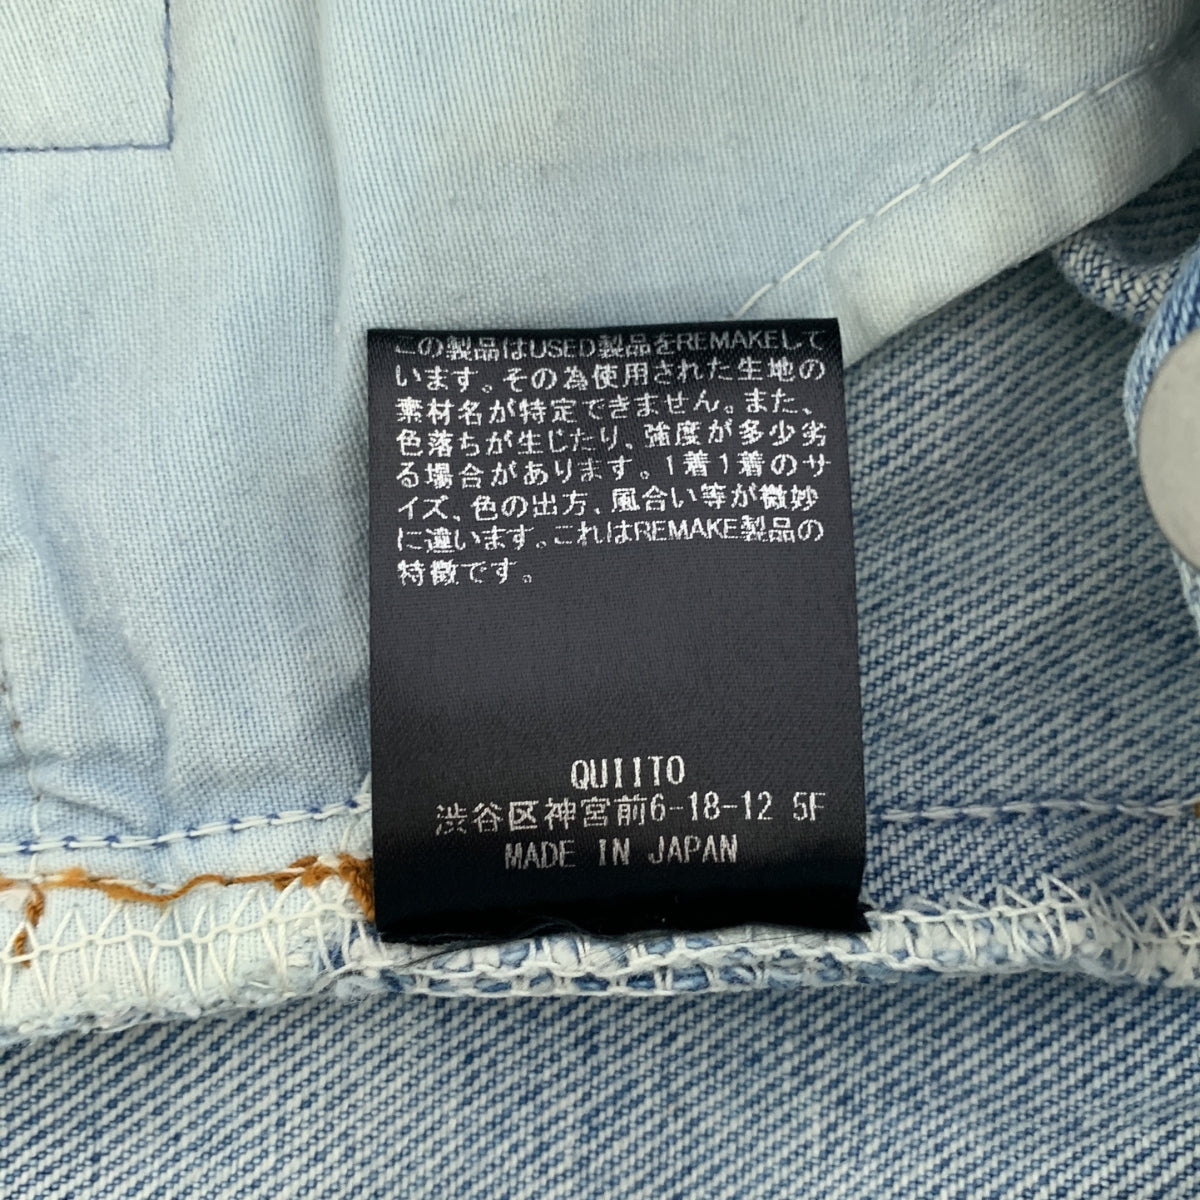 この製品はUSED製品をREMAKEして
います。その為使用された生地の
素材名が特定できません。また、
色落ちが生じたり、強度が多少劣
る場合があります。1着1着のサ
イズ、色の出方、風合い等が微妙
に違います。これはREMAKE製品の
特徴です。
QUIITO
渋谷区神宮前6-18-12 5F
MADE IN JAPAN